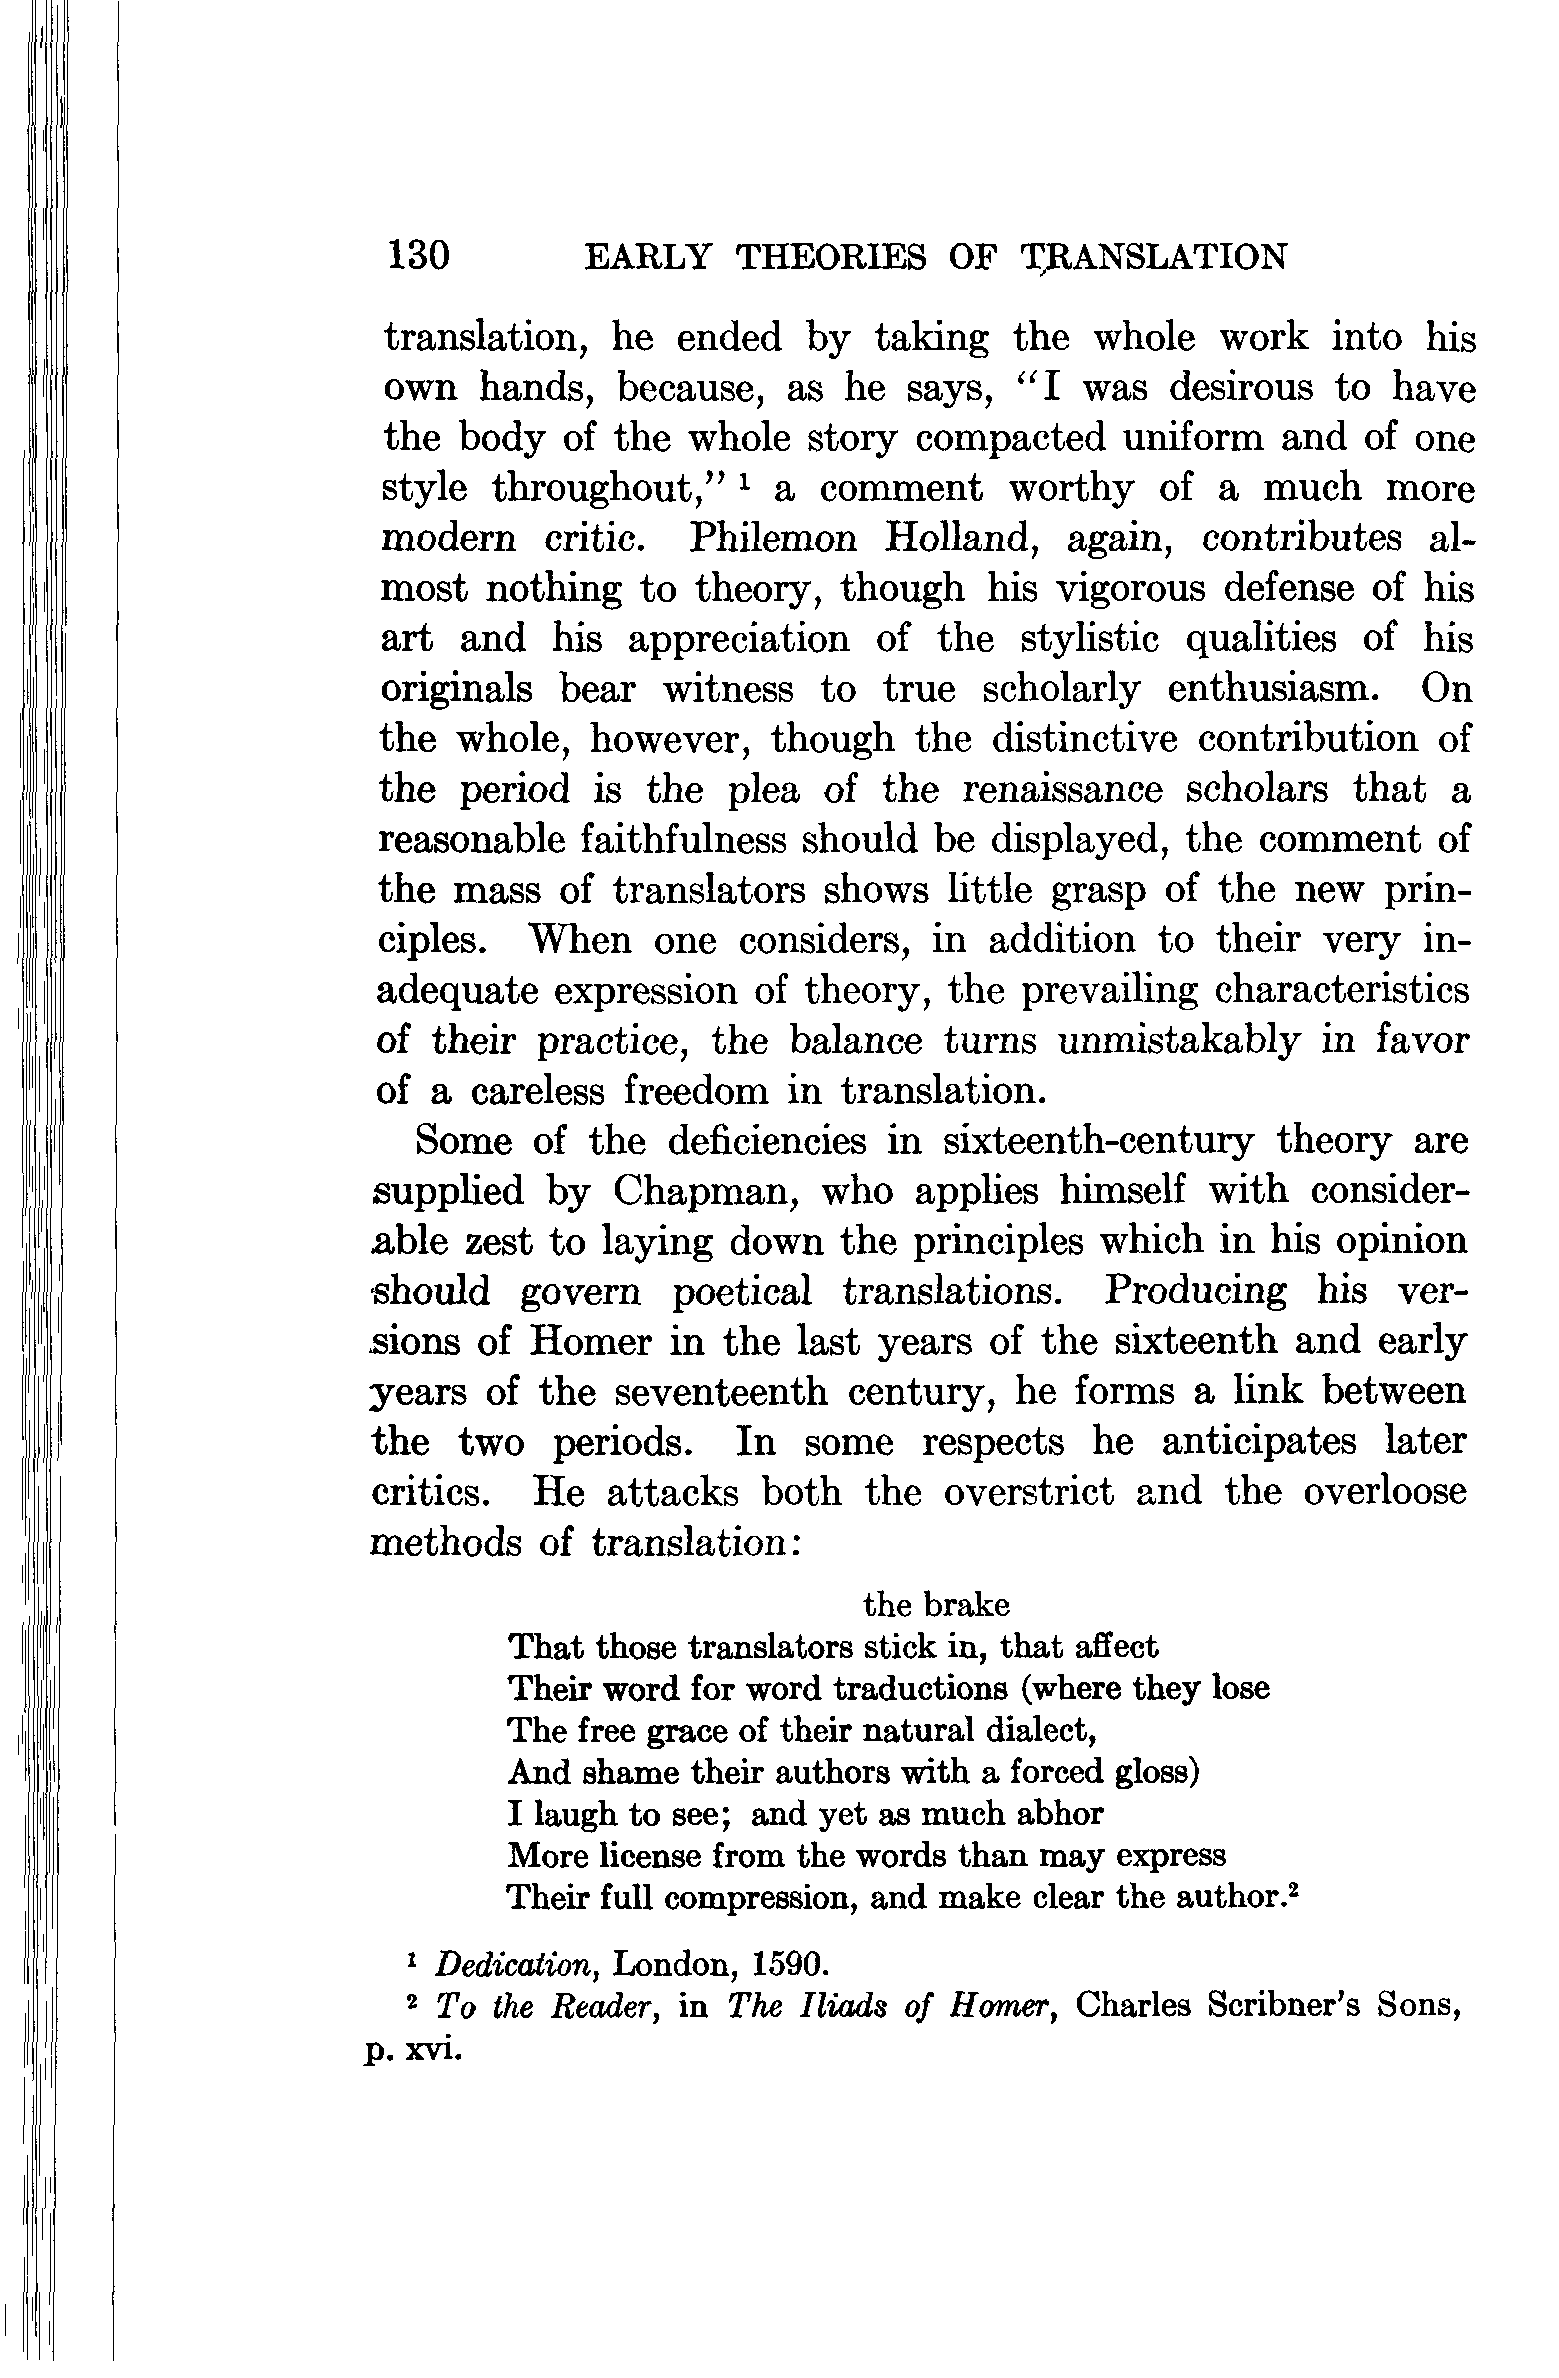 130 EARLY THEORIES OF TRANSLATION
translation, he ended by taking the whole work into his
own hands, because, as he says, “I was desirous to have
the body of the whole story compacted uniform and of one
style throughout,” ¹ a comment worthy of a much more
modern critic. Philemon Holland, again, contributes al-
most nothing to theory, though his vigorous defense of his
art and his appreciation of the stylistic qualities of his
originals bear witness to true scholarly enthusiasm. On
the whole, however, though the distinctive contribution of
the period is the plea of the renaissance scholars that a
reasonable faithfulness should be displayed, the comment of
the mass of translators shows little grasp of the new prin-
ciples. When one considers, in addition to their very in-
adequate expression of theory, the prevailing characteristics
of their practice, the balance turns unmistakably in favor
of a careless freedom in translation.
Some of the deficiencies in sixteenth-century theory are
supplied by Chapman, who applies himself with consider-
able zest to laying down the principles which in his opinion
should govern poetical translations. Producing his ver-
sions of Homer in the last years of the sixteenth and early
years of the seventeenth century, he forms a link between
the two periods. In some respects he anticipates later
critics. He attacks both the overstrict and the overloose
methods of translation:
the brake
That those translators stick in, that affect
Their word for word traductions (where they lose
The free grace of their natural dialect,
And shame their authors with a forced gloss)
I laugh to see; and yet as much abhor
More license from the words than may express
Their full compression, and make clear the author.²
¹ Dedication, London, 1590.
² To the Reader, in The Iliads of Homer, Charles Scribner's Sons,
p. xvi.